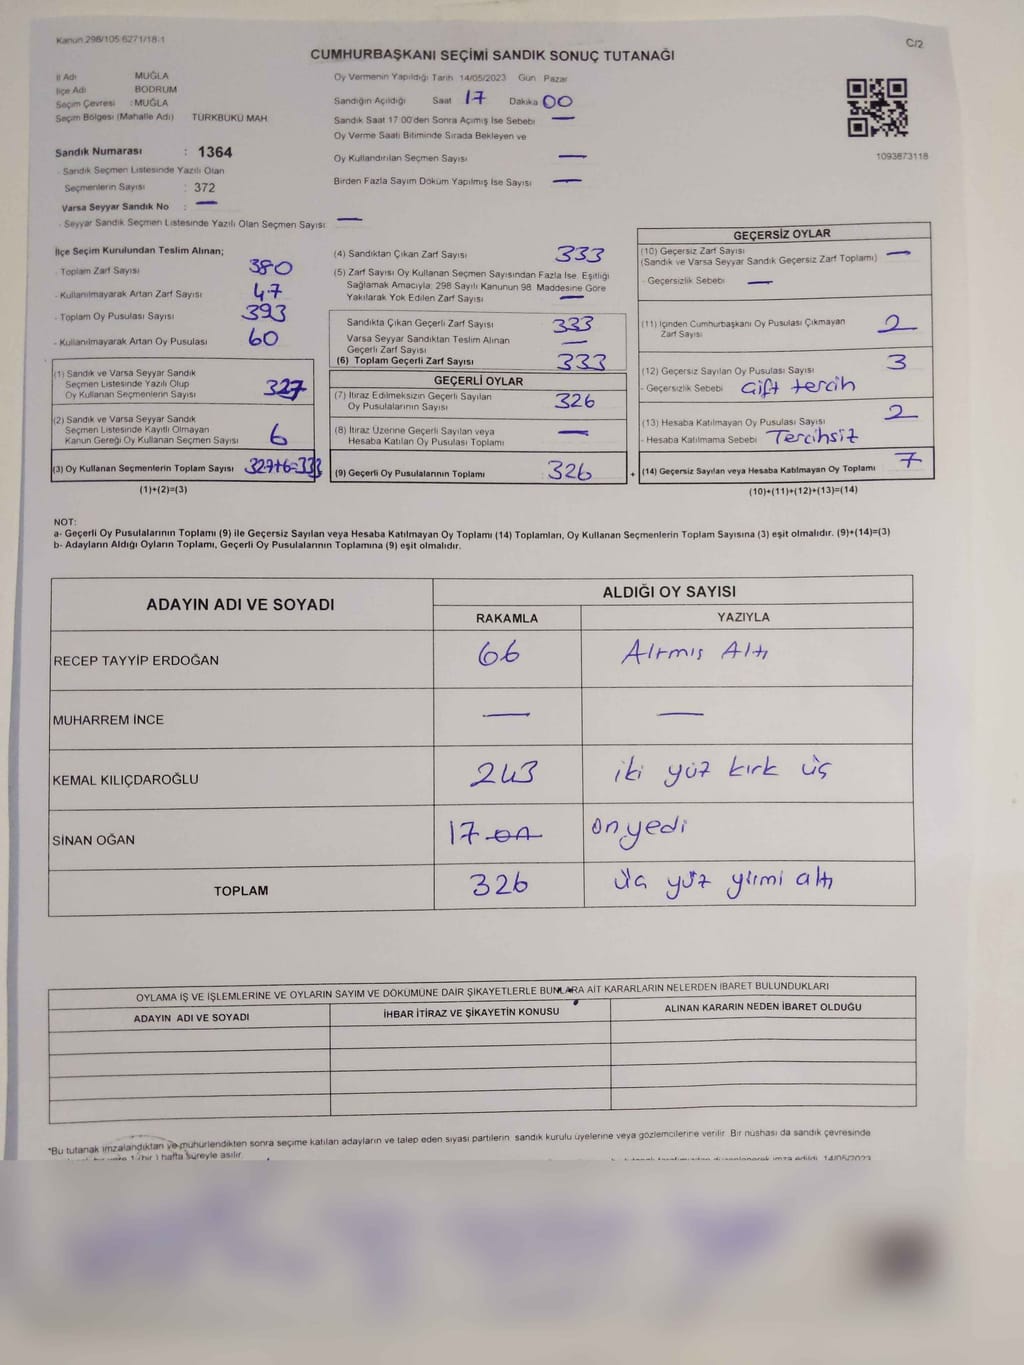 Kanun 298/105 6271/18-1
C/2
CUMHURBAŞKANI SEÇİMİ SANDIK SONUÇ TUTANAĞI
İl Adı MUĞLA
İlçe Adı BODRUM
Seçim Çevresi : MUĞLA
Seçim Bölgesi (Mahalle Adı) TÜRKBÜKÜ MAH.
Sandık Numarası : 1364
- Sandık Seçmen Listesinde Yazılı Olan
Seçmenlerin Sayısı : 372
Varsa Seyyar Sandık No : —
- Seyyar Sandık Seçmen Listesinde Yazılı Olan Seçmen Sayısı: —
Oy Vermenin Yapıldığı Tarih 14/05/2023 Gün Pazar
Sandığın Açıldığı Saat 17 Dakika 00
Sandık Saat 17:00'den Sonra Açımış İse Sebebi —
Oy Verme Saati Bitiminde Sırada Bekleyen ve
Oy Kullandırılan Seçmen Sayısı —
Birden Fazla Sayım Döküm Yapılmış İse Sayısı —
1093873118
İlçe Seçim Kurulundan Teslim Alınan;
- Toplam Zarf Sayısı 380
- Kullanılmayarak Artan Zarf Sayısı 47
- Toplam Oy Pusulası Sayısı 393
- Kullanılmayarak Artan Oy Pusulası 60
(1) Sandık ve Varsa Seyyar Sandık
Seçmen Listesinde Yazılı Olup
Oy Kullanan Seçmenlerin Sayısı 327
(2) Sandık ve Varsa Seyyar Sandık
Seçmen Listesinde Kayıtlı Olmayan
Kanun Gereği Oy Kullanan Seçmen Sayısı 6
(3) Oy Kullanan Seçmenlerin Toplam Sayısı 327+6=333
(1)+(2)=(3)
(4) Sandıktan Çıkan Zarf Sayısı 333
(5) Zarf Sayısı Oy Kullanan Seçmen Sayısından Fazla İse, Eşitliği
Sağlamak Amacıyla; 298 Sayılı Kanunun 98. Maddesine Göre
Yakılarak Yok Edilen Zarf Sayısı —
Sandıkta Çıkan Geçerli Zarf Sayısı 333
Varsa Seyyar Sandıktan Teslim Alınan
Geçerli Zarf Sayısı —
(6) Toplam Geçerli Zarf Sayısı 333
GEÇERLİ OYLAR
(7) İtiraz Edilmeksizin Geçerli Sayılan
Oy Pusulalarının Sayısı 326
(8) İtiraz Üzerine Geçerli Sayılan veya
Hesaba Katılan Oy Pusulası Toplamı —
(9) Geçerli Oy Pusulalarının Toplamı 326
+
GEÇERSİZ OYLAR
(10) Geçersiz Zarf Sayısı
(Sandık ve Varsa Seyyar Sandık Geçersiz Zarf Toplamı) —
- Geçersizlik Sebebi —
(11) İçinden Cumhurbaşkanı Oy Pusulası Çıkmayan
Zarf Sayısı 2
(12) Geçersiz Sayılan Oy Pusulası Sayısı 3
- Geçersizlik Sebebi Çift tercih
(13) Hesaba Katılmayan Oy Pusulası Sayısı 2
- Hesaba Katılmama Sebebi Tercihsiz
(14) Geçersiz Sayılan veya Hesaba Katılmayan Oy Toplamı 7
(10)+(11)+(12)+(13)=(14)
NOT:
a- Geçerli Oy Pusulalarının Toplamı (9) ile Geçersiz Sayılan veya Hesaba Katılmayan Oy Toplamı (14) Toplamları, Oy Kullanan Seçmenlerin Toplam Sayısına (3) eşit olmalıdır. (9)+(14)=(3)
b- Adayların Aldığı Oyların Toplamı, Geçerli Oy Pusulalarının Toplamına (9) eşit olmalıdır.
ADAYIN ADI VE SOYADI
ALDIĞI OY SAYISI
RAKAMLA YAZIYLA
RECEP TAYYİP ERDOĞAN 66 Altmış Altı
MUHARREM İNCE — —
KEMAL KILIÇDAROĞLU 243 iki yüz kırk üç
SİNAN OĞAN 17 on onyedi
TOPLAM 326 üç yüz yirmi altı
OYLAMA İŞ VE İŞLEMLERİNE VE OYLARIN SAYIM VE DÖKÜMÜNE DAİR ŞİKAYETLERLE BUNLARA AİT KARARLARIN NELERDEN İBARET BULUNDUKLARI
ADAYIN ADI VE SOYADI İHBAR İTİRAZ VE ŞİKAYETİN KONUSU ALINAN KARARIN NEDEN İBARET OLDUĞU
*Bu tutanak imzalandıktan ve mühürlendikten sonra seçime katılan adayların ve talep eden siyasi partilerin sandık kurulu üyelerine veya gözlemcilerine verilir. Bir nüshası da sandık çevresinde
1 (bir) hafta süreyle asılır. imza edildi. 14/05/2023